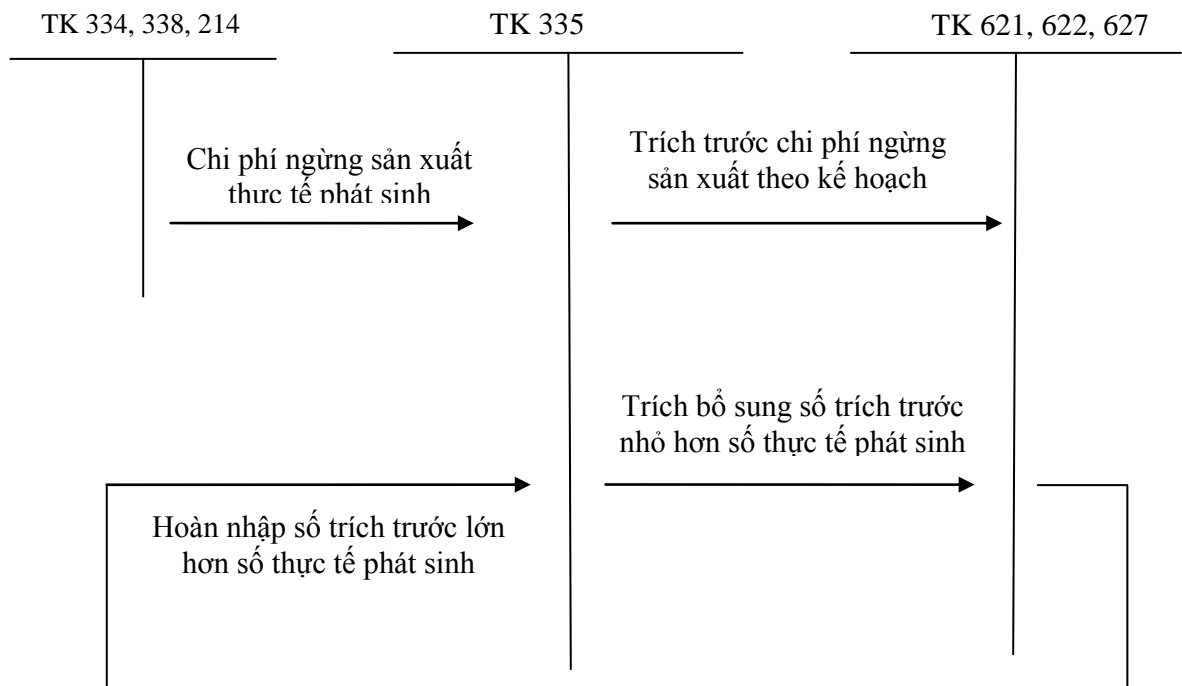 TK 334, 338, 214
TK 335
TK 621, 622, 627
Chi phí ngừng sản xuất
thực tế phát sinh
Trích trước chi phí ngừng
sản xuất theo kế hoạch
Trích bổ sung số trích trước
nhỏ hơn số thực tế phát sinh
Hoàn nhập số trích trước lớn
hơn số thực tế phát sinh